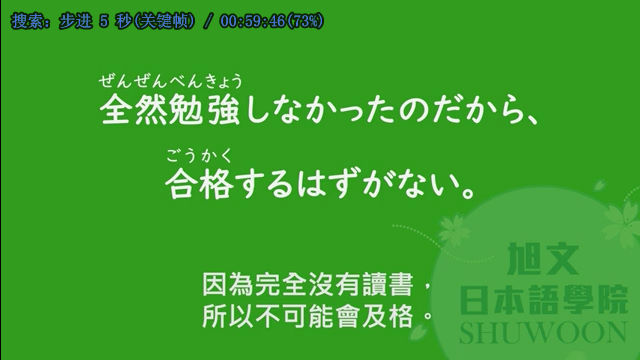 搜索: 步进 5 秒(关键帧) / 00:59:46(73%)
ぜんぜんべんきょう
全然勉強しなかったのだから、
ごうかく
合格するはずがない。
因為完全沒有讀書，
所以不可能會及格。
旭文
日本語學院
SHUWOON